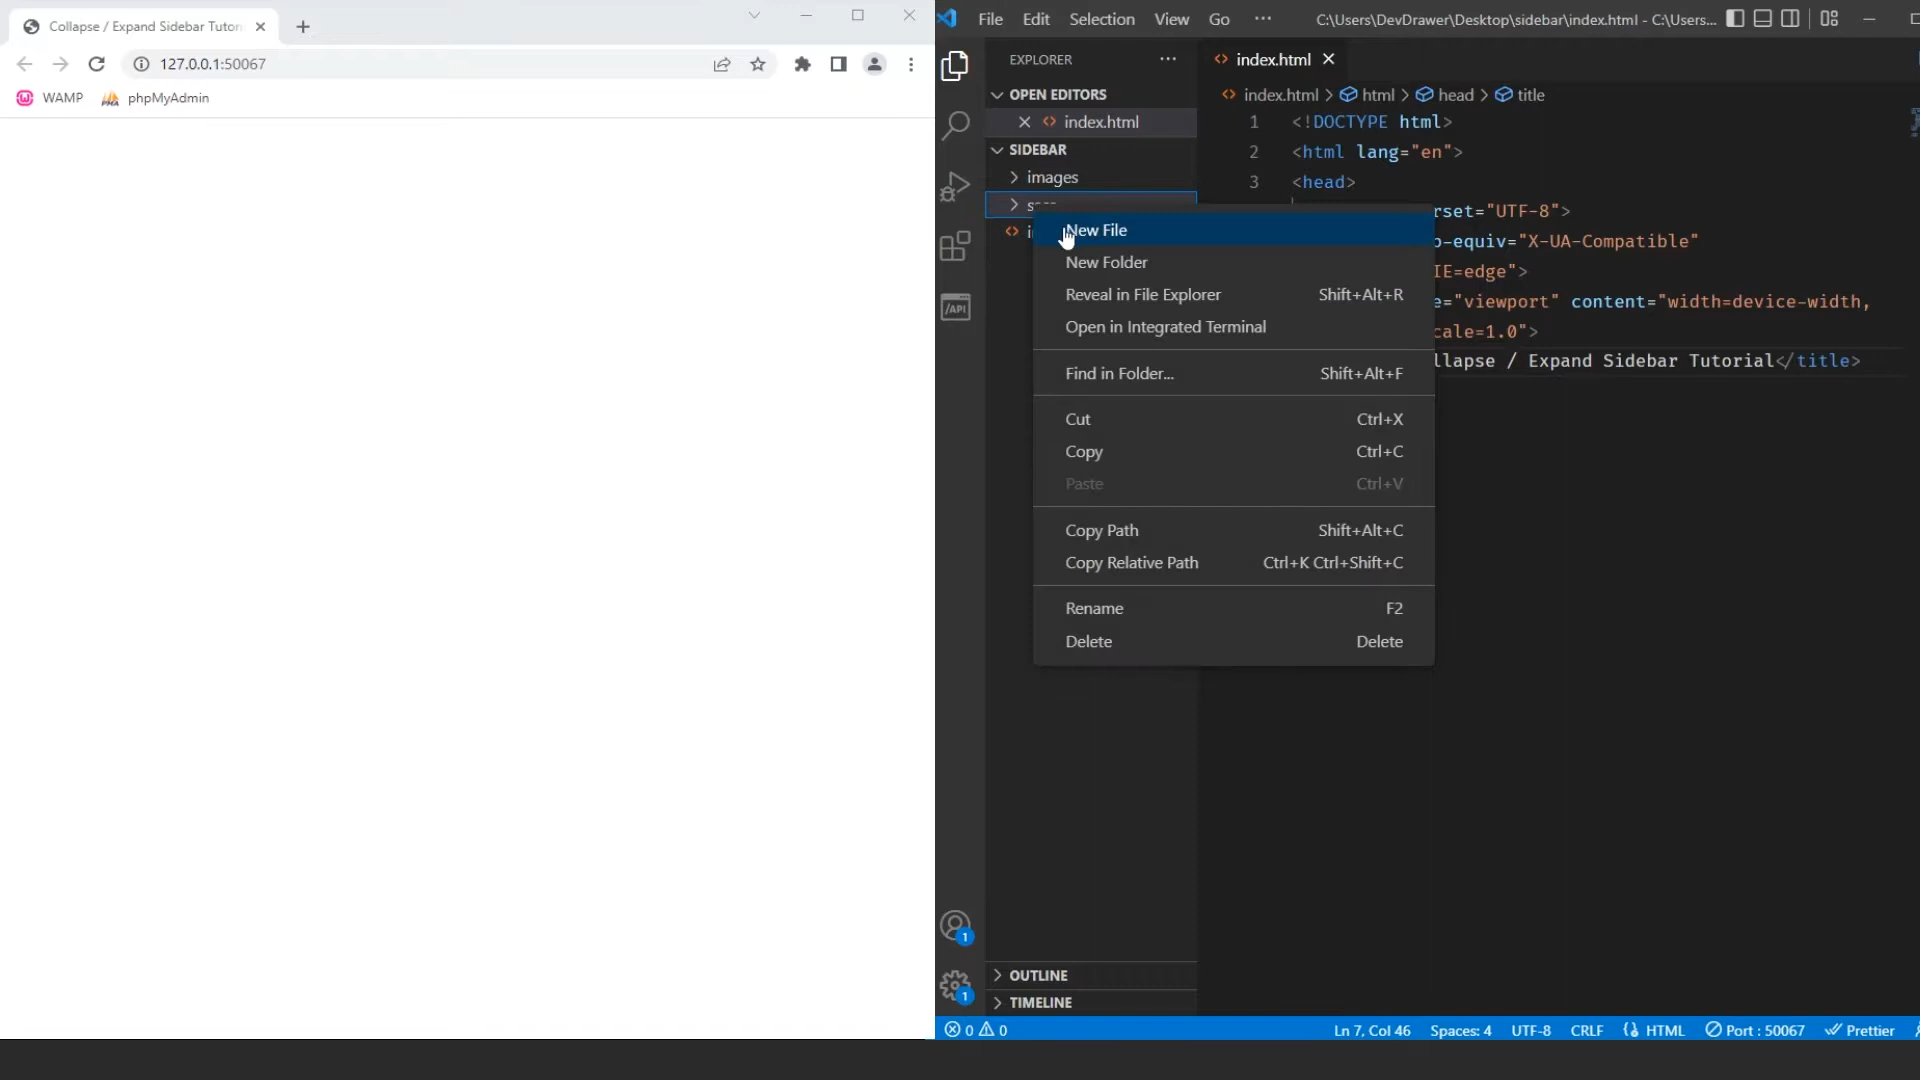 Collapse / Expand Sidebar Tutor
127.0.0.1:50067
WAMP phpMyAdmin
File Edit Selection View Go ··· C:\Users\DevDrawer\Desktop\sidebar\index.html - C:\Users...
EXPLORER
OPEN EDITORS
index.html
SIDEBAR
images
index.html
index.html > html > head > title
1 <!DOCTYPE html>
2 <html lang="en">
3 <head>
rset="UTF-8">
p-equiv="X-UA-Compatible"
IE=edge">
e="viewport" content="width=device-width,
cale=1.0">
llapse / Expand Sidebar Tutorial</title>
New File
New Folder
Reveal in File Explorer Shift+Alt+R
Open in Integrated Terminal
Find in Folder... Shift+Alt+F
Cut Ctrl+X
Copy Ctrl+C
Paste Ctrl+V
Copy Path Shift+Alt+C
Copy Relative Path Ctrl+K Ctrl+Shift+C
Rename F2
Delete Delete
/API
1
1
OUTLINE
TIMELINE
0 0 Ln 7, Col 46 Spaces: 4 UTF-8 CRLF HTML Port : 50067 Prettier